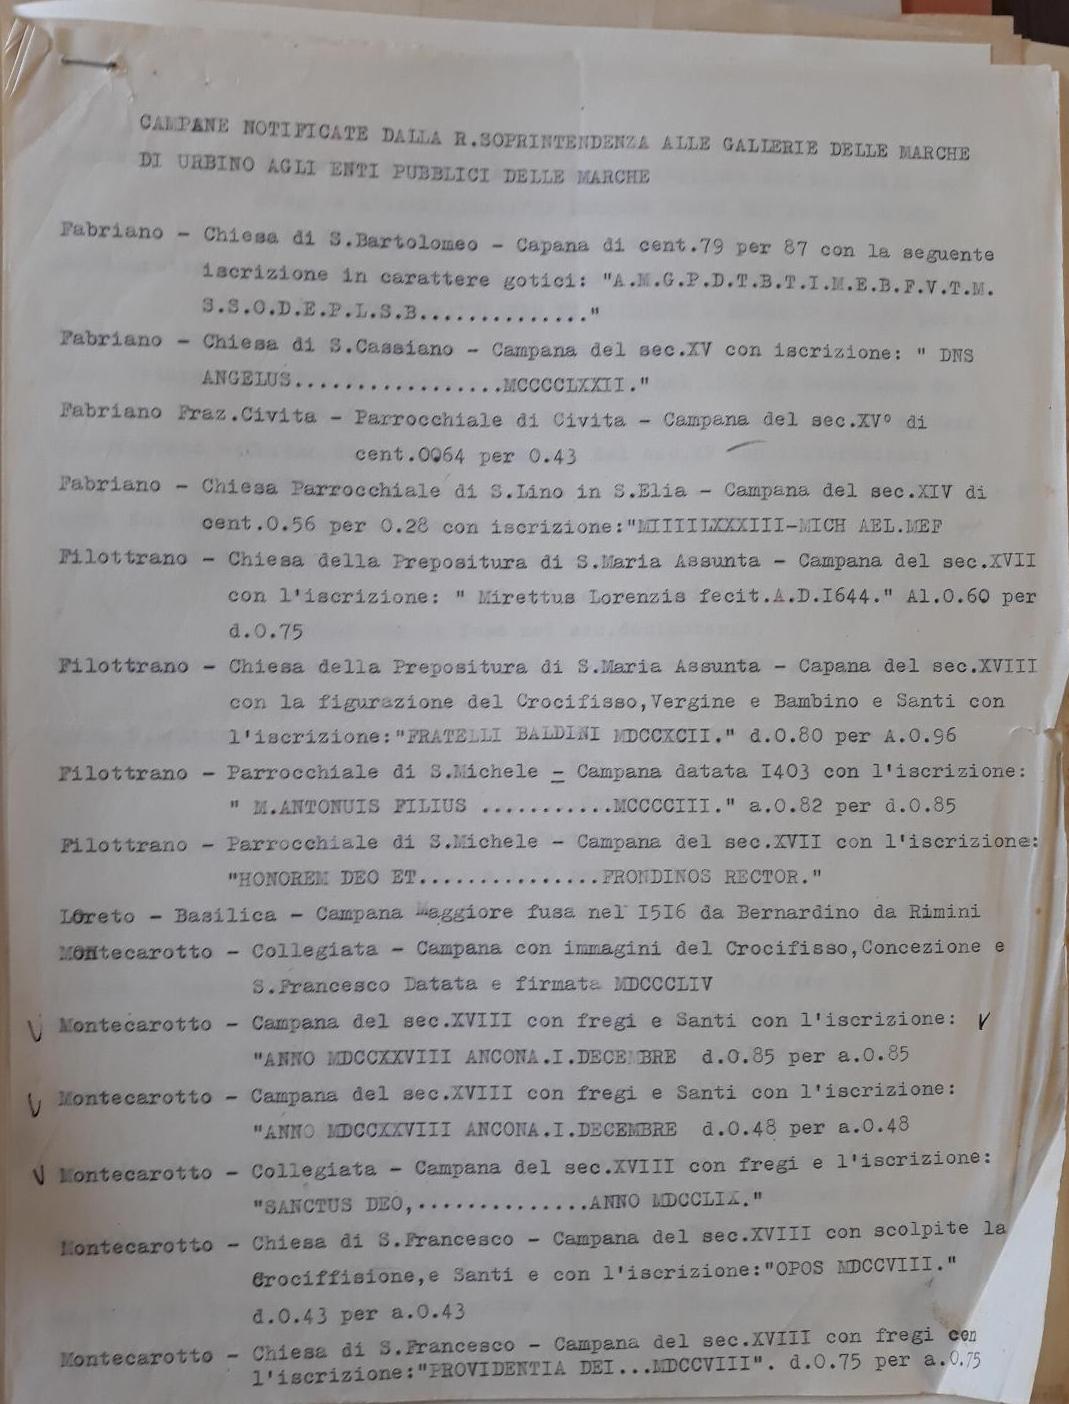 CAMPANE NOTIFICATE DALLA R.SOPRINTENDENZA ALLE GALLERIE DELLE MARCHE
DI URBINO AGLI ENTI PUBBLICI DELLE MARCHE
Fabriano - Chiesa di S.Bartolomeo - Capana di cent.79 per 87 con la seguente
iscrizione in carattere gotici: "A.M.G.P.D.T.B.T.I.M.E.B.F.V.T.M.
S.S.O.D.E.P.L.S.B.............."
Fabriano - Chiesa di S.Cassiano - Campana del sec.XV con iscrizione: " DNS
ANGELUS.................MCCCCLXXII."
Fabriano Fraz.Civita - Parrocchiale di Civita - Campana del sec.XV° di
cent.0064 per 0.43
Fabriano - Chiesa Parrocchiale di S.Lino in S.Elia - Campana del sec.XIV di
cent.0.56 per 0.28 con iscrizione:"MIIIILXXXIII-MICH AEL.MEF
Filottrano - Chiesa della Prepositura di S.Maria Assunta - Campana del sec.XVII
con l'iscrizione: " Mirettus Lorenzis fecit.A.D.I644." Al.0.60 per
d.0.75
Filottrano - Chiesa della Prepositura di S.Maria Assunta - Capana del sec.XVIII
con la figurazione del Crocifisso,Vergine e Bambino e Santi con
l'iscrizione:"FRATELLI BALDINI MDCCXCII." d.0.80 per A.0.96
Filottrano - Parrocchiale di S.Michele - Campana datata I403 con l'iscrizione:
" M.ANTONUIS FILIUS ...........MCCCCIII." a.0.82 per d.0.85
Filottrano - Parrocchiale di S.Michele - Campana del sec.XVII con l'iscrizione:
"HONOREM DEO ET...............FRONDINOS RECTOR."
Loreto - Basilica - Campana Maggiore fusa nel I5I6 da Bernardino da Rimini
Montecarotto - Collegiata - Campana con immagini del Crocifisso,Concezione e
S.Francesco Datata e firmata MDCCCLIV
Montecarotto - Campana del sec.XVIII con fregi e Santi con l'iscrizione:
"ANNO MDCCXXVIII ANCONA.I.DECEMBRE d.0.85 per a.0.85
Montecarotto - Campana del sec.XVIII con fregi e Santi con l'iscrizione:
"ANNO MDCCXXVIII ANCONA.I.DECEMBRE d.0.48 per a.0.48
Montecarotto - Collegiata - Campana del sec.XVIII con fregi e l'iscrizione:
"SANCTUS DEO,..............ANNO MDCCLIX."
Montecarotto - Chiesa di S.Francesco - Campana del sec.XVIII con scolpite la
Crociffisione,e Santi e con l'iscrizione:"OPOS MDCCVIII."
d.0.43 per a.0.43
Montecarotto - Chiesa di S.Francesco - Campana del sec.XVIII con fregi con
l'iscrizione:"PROVIDENTIA DEI...MDCCVIII". d.0.75 per a.0.75